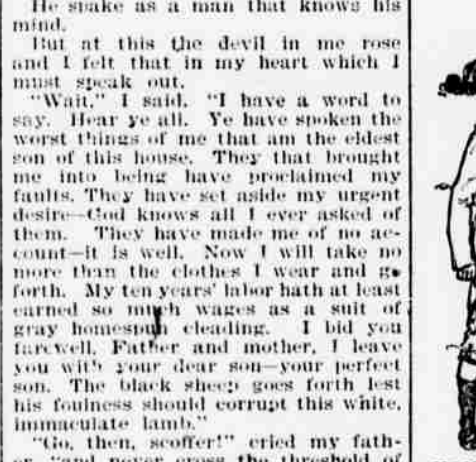 He spake as a man that knows his
mind.
But at this the devil in me rose
and I felt that in my heart which I
must speak out.
"Wait," I said. "I have a word to
say. Hear ye all. Ye have spoken the
worst things of me that am the eldest
son of this house. They that brought
me into being have proclaimed my
faults. They have set aside my urgent
desire—God knows all I ever asked of
them. They have made me of no ac-
count—it is well. Now I will take no
more than the clothes I wear and go
forth. My ten years' labor hath at least
earned so much wages as a suit of
gray homespun cleading. I bid you
farewell, Father and mother, I leave
you with your dear son—your perfect
son. The black sheep goes forth lest
his foulness should corrupt this white,
immaculate lamb."
"Go, then, scoffer!" cried my fath-
er, "and never cross the threshold of